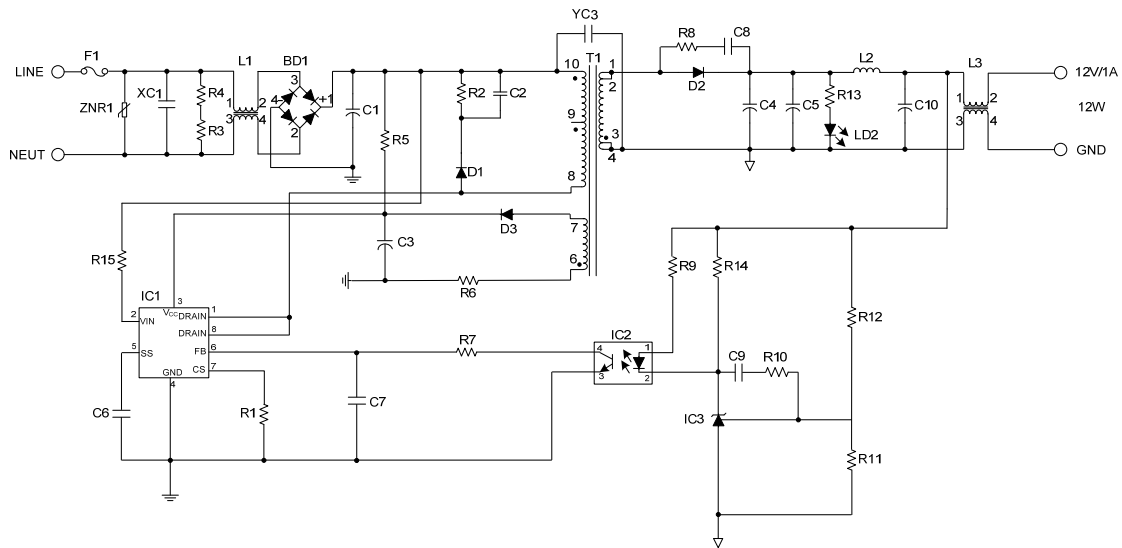 YC3
F1
L1
BD1
T1
R8
C8
L2
L3
LINE
10
1
12V/1A
3
2
D2
ZNR1
XC1
R4
1
2
4
1
C1
R2
C2
9
C4
C5
R13
C10
1
2
12W
R3
3
4
2
R5
3
3
4
LD2
NEUT
4
GND
D1
8
7
D3
R15
C3
6
R6
R9
R14
IC1
3
VCC
DRAIN
1
2
VIN
DRAIN
8
R12
5
SS
FB
6
R7
IC2
4
1
GND
CS
7
3
2
C9
R10
4
C6
R1
C7
IC3
R11